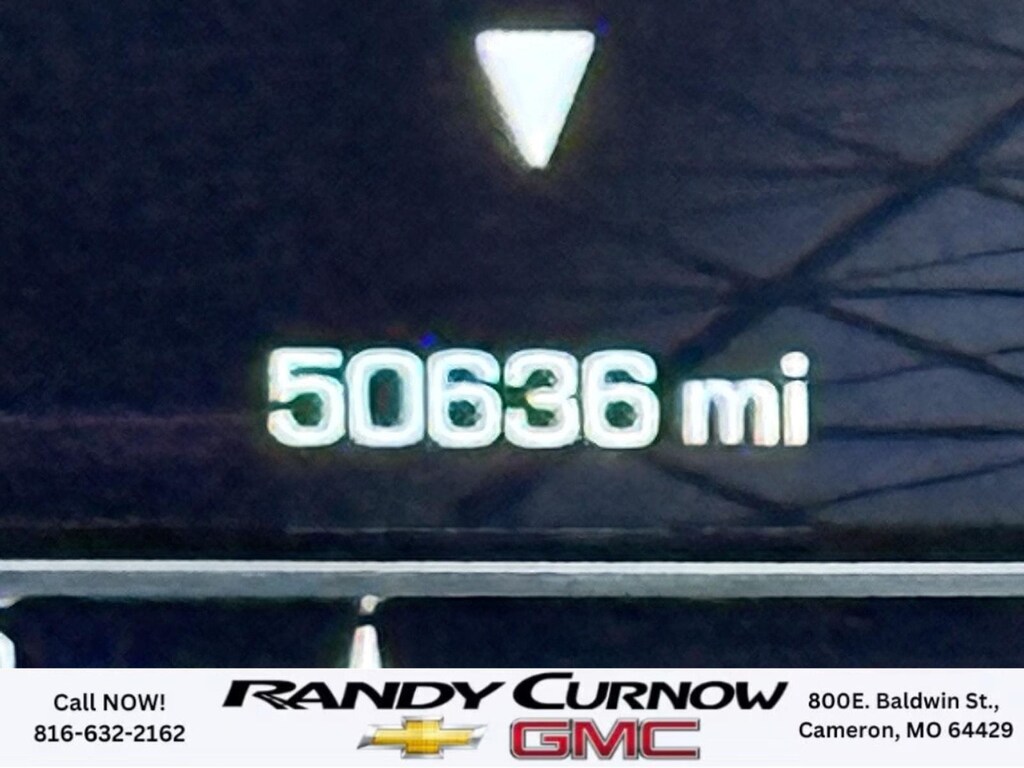 50636 mi
Call NOW!
816-632-2162
RANDY CURNOW
GMC
800E. Baldwin St.,
Cameron, MO 64429